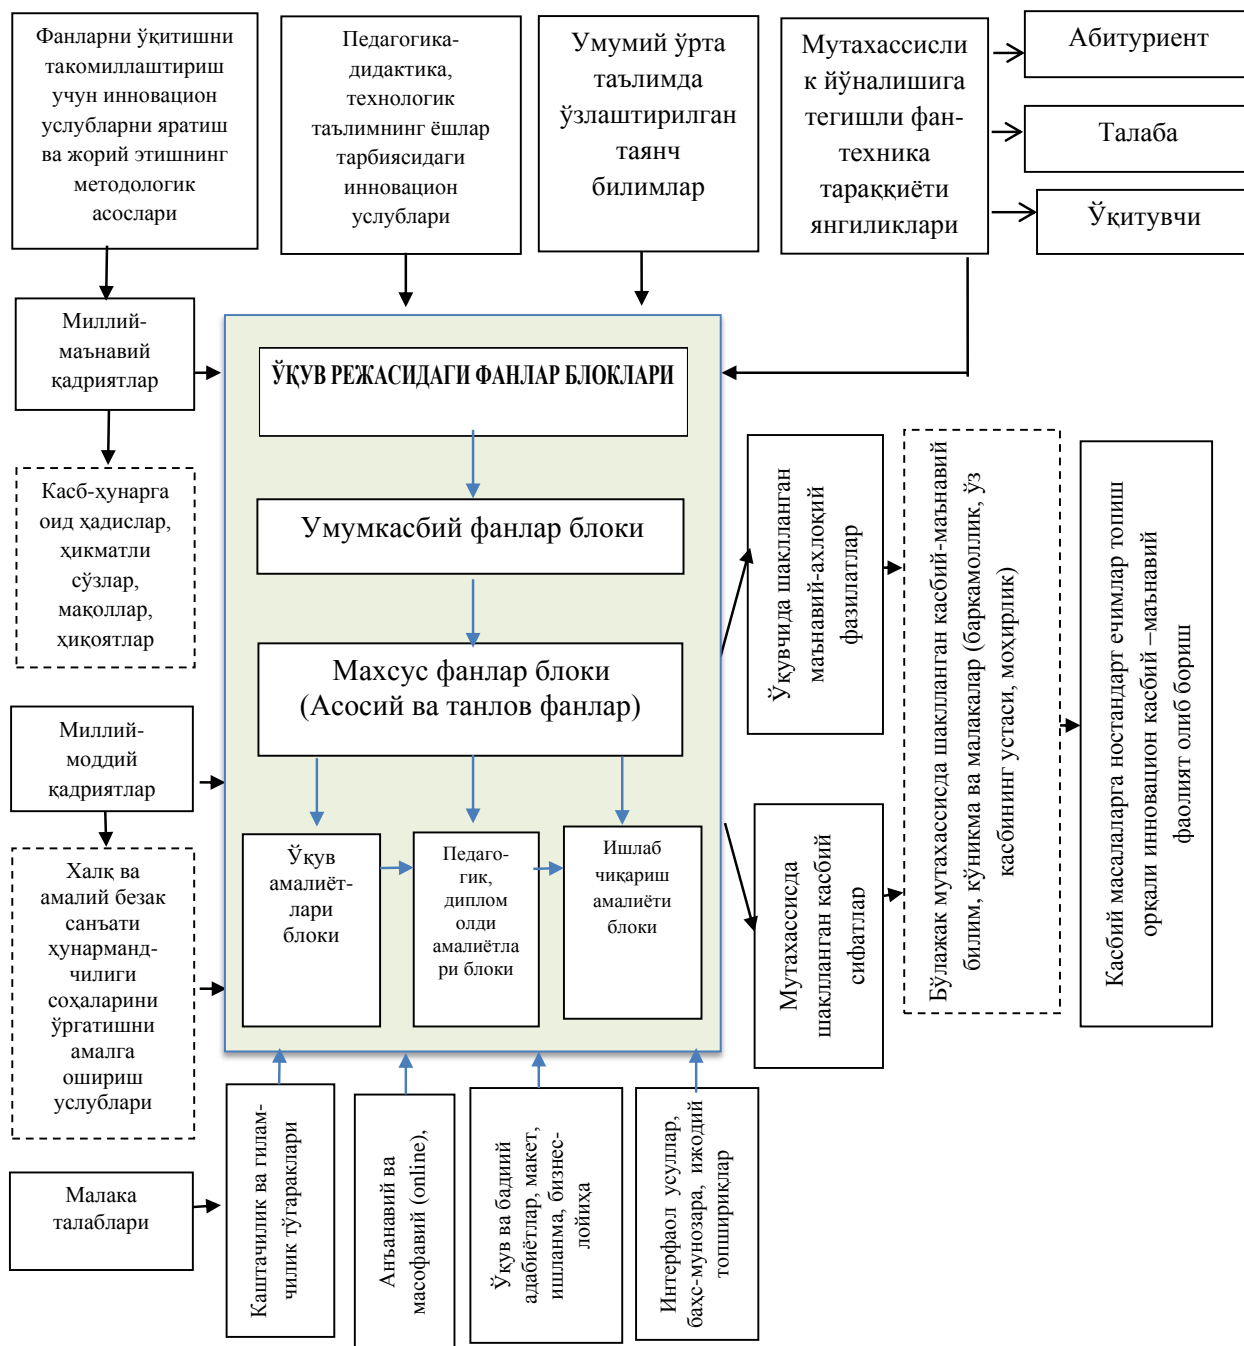 Фанларни ўқитишни
такомиллаштириш
учун инновацион
услубларни яратиш
ва жорий этишнинг
методологик
асослари
Педагогика-
дидактика,
технологик
таълимнинг ёшлар
тарбиясидаги
инновацион
услублари
Умумий ўрта
таълимда
ўзлаштирилган
таянч
билимлар
Мутахассисли
к йўналишига
тегишли фан-
техника
тараққиёти
янгиликлари
Абитуриент
Талаба
Ўқитувчи
Миллий-
маънавий
қадриятлар
ЎҚУВ РЕЖАСИДАГИ ФАНЛАР БЛОКЛАРИ
Касб-ҳунарга
оид ҳадислар,
ҳикматли
сўзлар,
мақоллар,
ҳикоятлар
Умумкасбий фанлар блоки
Махсус фанлар блоки
(Асосий ва танлов фанлар)
Миллий-
моддий
қадриятлар
Халқ ва
амалий безак
санъати
ҳунарманд-
чилиги
соҳаларини
ўргатишни
амалга
ошириш
услублари
Ўқув
амалиёт-
лари
блоки
Педаго-
гик,
диплом
олди
амалиётла
ри блоки
Ишлаб
чиқариш
амалиёти
блоки
Ўқувчида шаклланган
маънавий-ахлоқий
фазилатлар
Мутахассисда
шаклланган касбий
сифатлар
Бўлажак мутахассисда шаклланган касбий-маънавий
билим, кўникма ва малакалар (баркамоллик, ўз
касбининг устаси, моҳирлик)
Касбий масалаларга ностандарт ечимлар топиш
орқали инновацион касбий –маънавий
фаолият олиб бориш
Малака
талаблари
Каштачилик ва гилам-
чилик тўгараклари
Анъанавий ва
масофавий (online),
Ўқув ва бадиий
адабиётлар, макет,
ишланма, бизнес-
лойиҳа
Интерфаол усуллар,
баҳс-мунозара, ижодий
топшириқлар